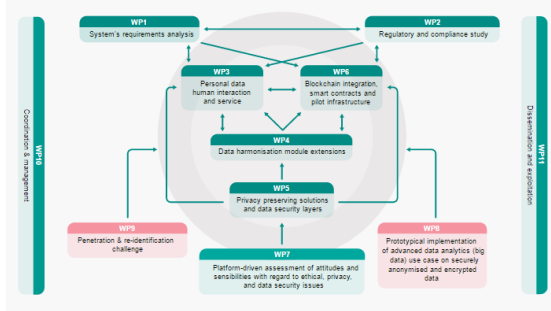 WP1
System's requirements analysis
WP2
Regulatory and compliance study
WP3
Personal data
human interaction
and service
WP6
Blockchain integration,
smart contracts and
pilot infrastructure
WP4
Data harmonisation module extensions
WP5
Privacy preserving solutions
and data security layers
WP9
Penetration & re-identification
challenge
WP7
Platform-driven assessment of attitudes and
sensibilities with regard to ethical, privacy,
and data security issues
WP8
Prototypical implementation
of advanced data analytics (big
data) use case on securely
anonymised and encrypted
data
WP10
Coordination & management
WP11
Dissemination and exploitation